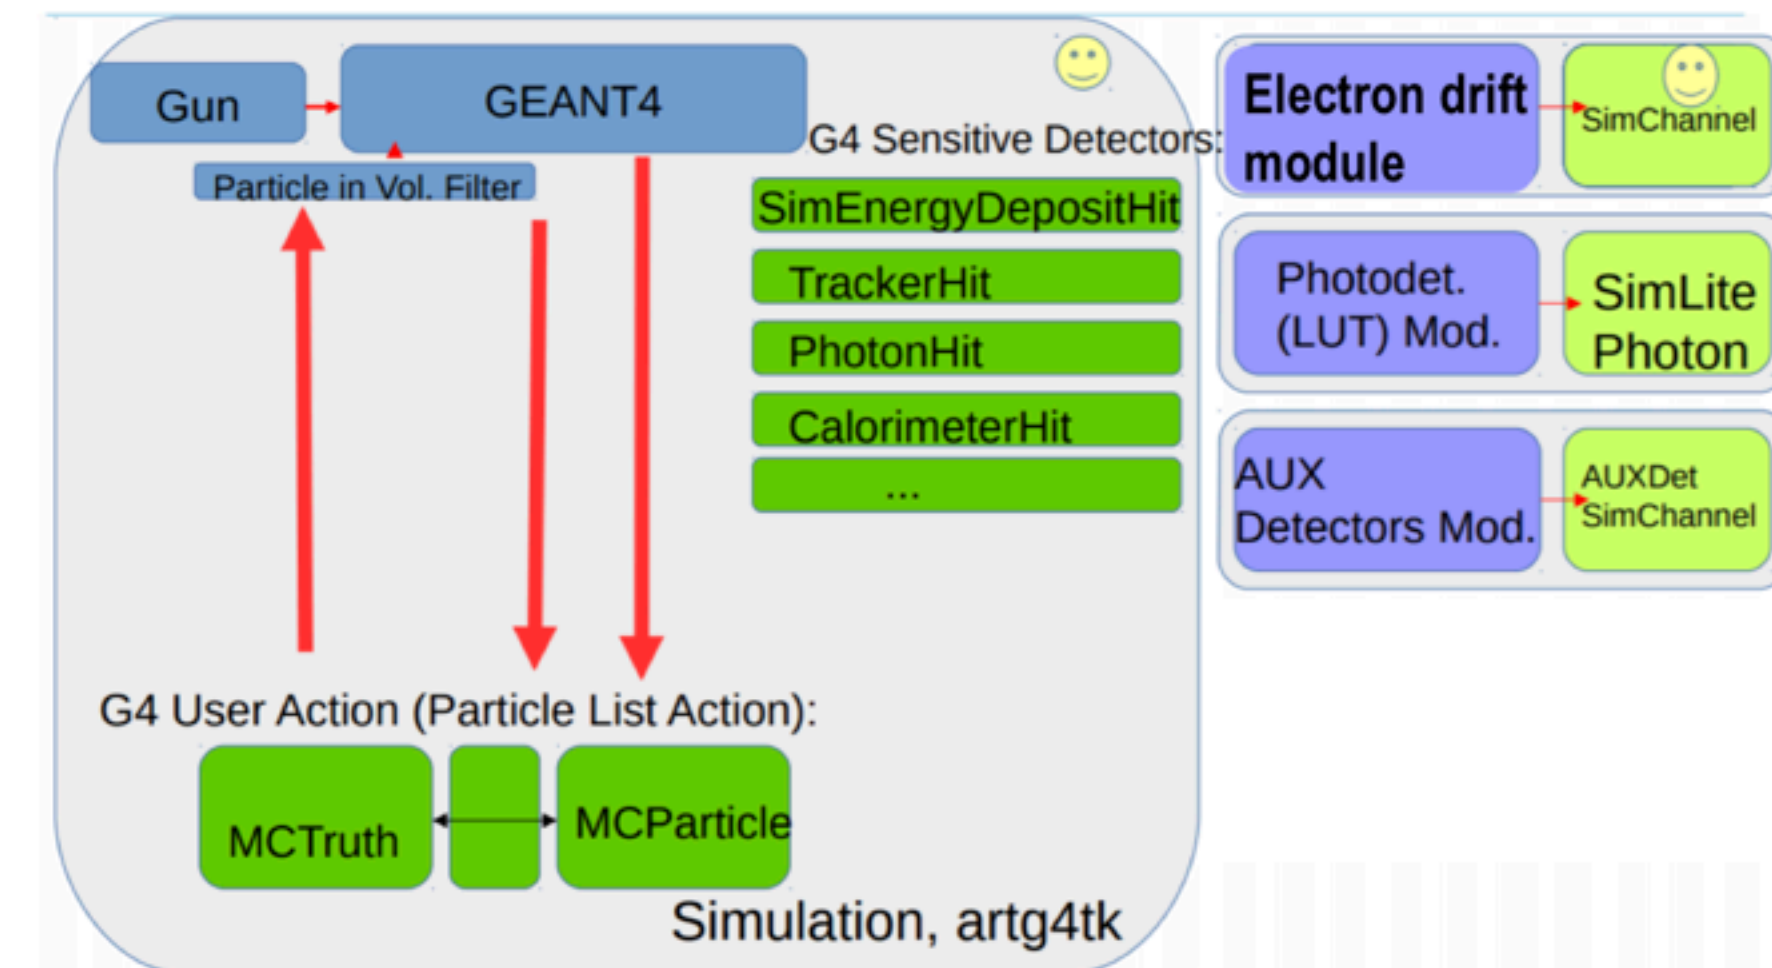 Gun
GEANT4
Particle in Vol. Filter
G4 Sensitive Detectors:
SimEnergyDepositHit
TrackerHit
PhotonHit
CalorimeterHit
...
G4 User Action (Particle List Action):
MCTruth
MCParticle
Simulation, artg4tk
Electron drift
module
SimChannel
Photodet.
(LUT) Mod.
SimLite
Photon
AUX
Detectors Mod.
AUXDet
SimChannel